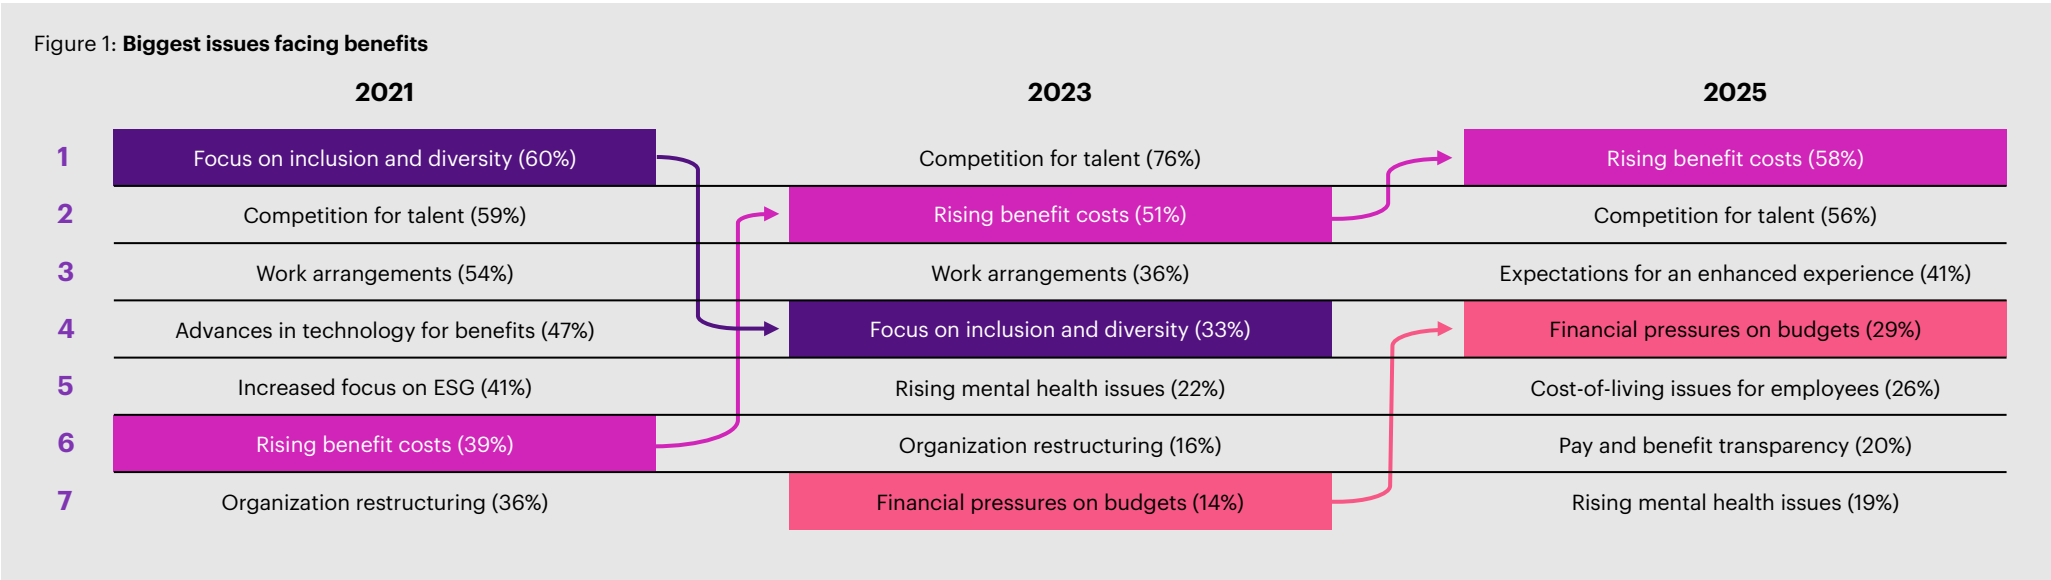 Figure 1: Biggest issues facing benefits
2021 2023 2025
1 Focus on inclusion and diversity (60%) Competition for talent (76%) Rising benefit costs (58%)
2 Competition for talent (59%) Rising benefit costs (51%) Competition for talent (56%)
3 Work arrangements (54%) Work arrangements (36%) Expectations for an enhanced experience (41%)
4 Advances in technology for benefits (47%) Focus on inclusion and diversity (33%) Financial pressures on budgets (29%)
5 Increased focus on ESG (41%) Rising mental health issues (22%) Cost-of-living issues for employees (26%)
6 Rising benefit costs (39%) Organization restructuring (16%) Pay and benefit transparency (20%)
7 Organization restructuring (36%) Financial pressures on budgets (14%) Rising mental health issues (19%)